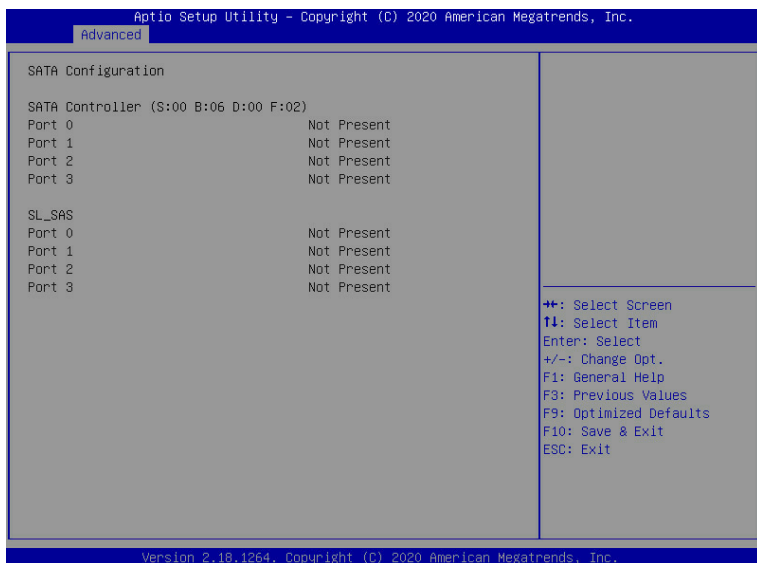 Aptio Setup Utility – Copyright (C) 2020 American Megatrends, Inc.
Advanced
SATA Configuration
SATA Controller (S:00 B:06 D:00 F:02)
Port 0 Not Present
Port 1 Not Present
Port 2 Not Present
Port 3 Not Present
SL_SAS
Port 0 Not Present
Port 1 Not Present
Port 2 Not Present
Port 3 Not Present
→←: Select Screen
↑↓: Select Item
Enter: Select
+/-: Change Opt.
F1: General Help
F3: Previous Values
F9: Optimized Defaults
F10: Save & Exit
ESC: Exit
Version 2.18.1264. Copyright (C) 2020 American Megatrends, Inc.